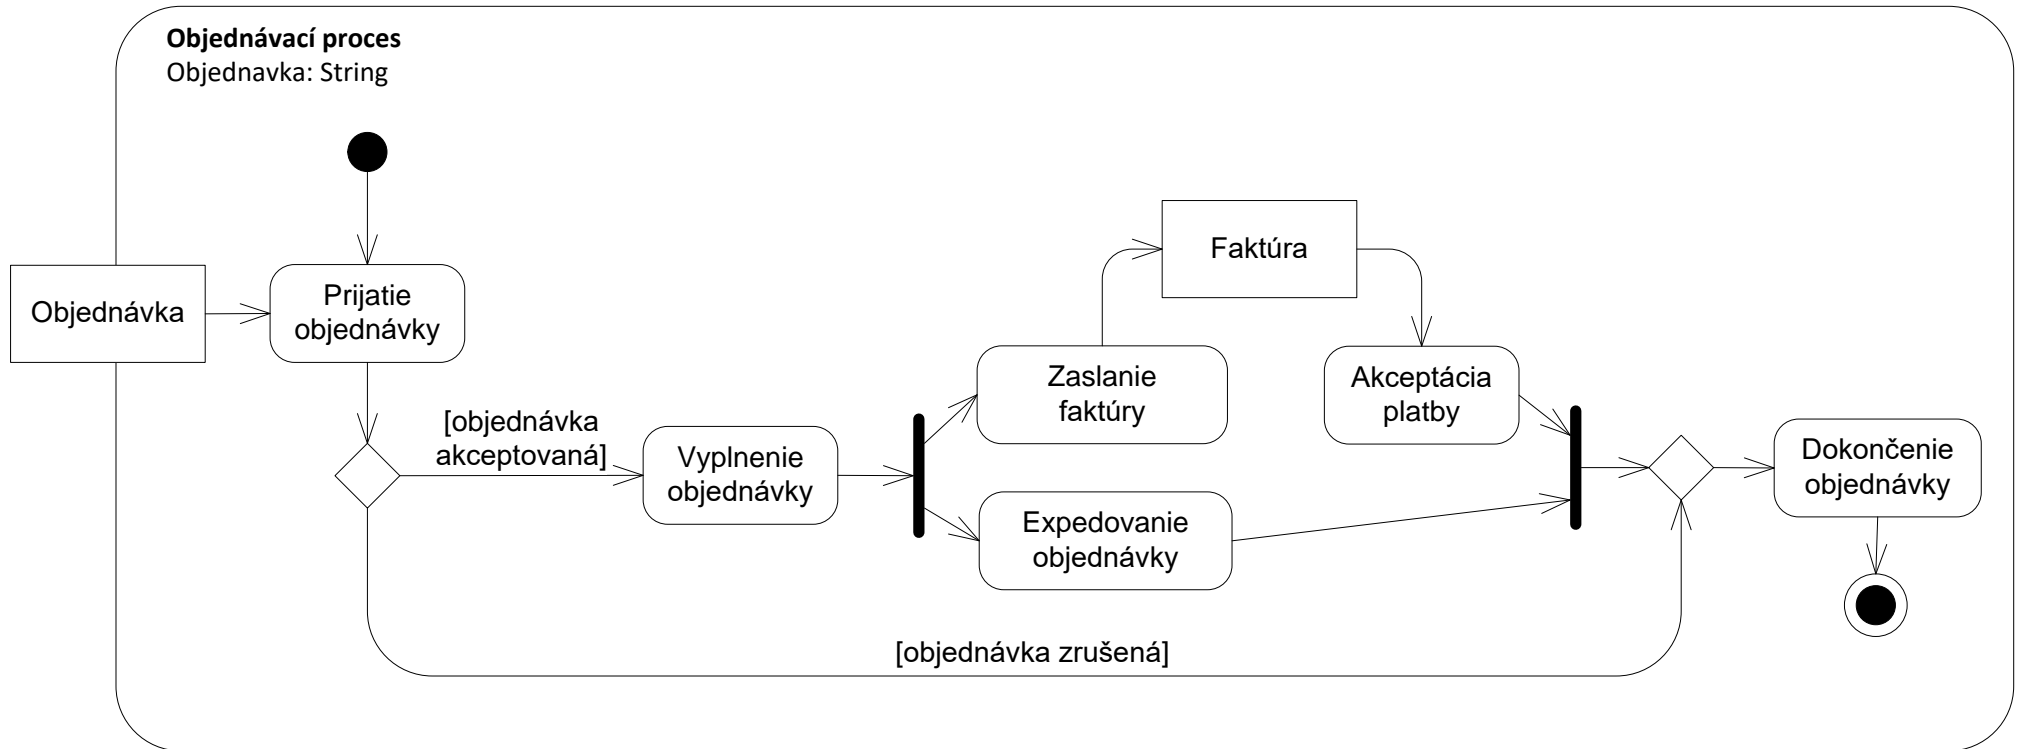 Objednávací proces
Objednavka: String
Objednávka
Prijatie
objednávky
[objednávka
akceptovaná]
Vyplnenie
objednávky
Zaslanie
faktúry
Faktúra
Akceptácia
platby
Expedovanie
objednávky
Dokončenie
objednávky
[objednávka zrušená]